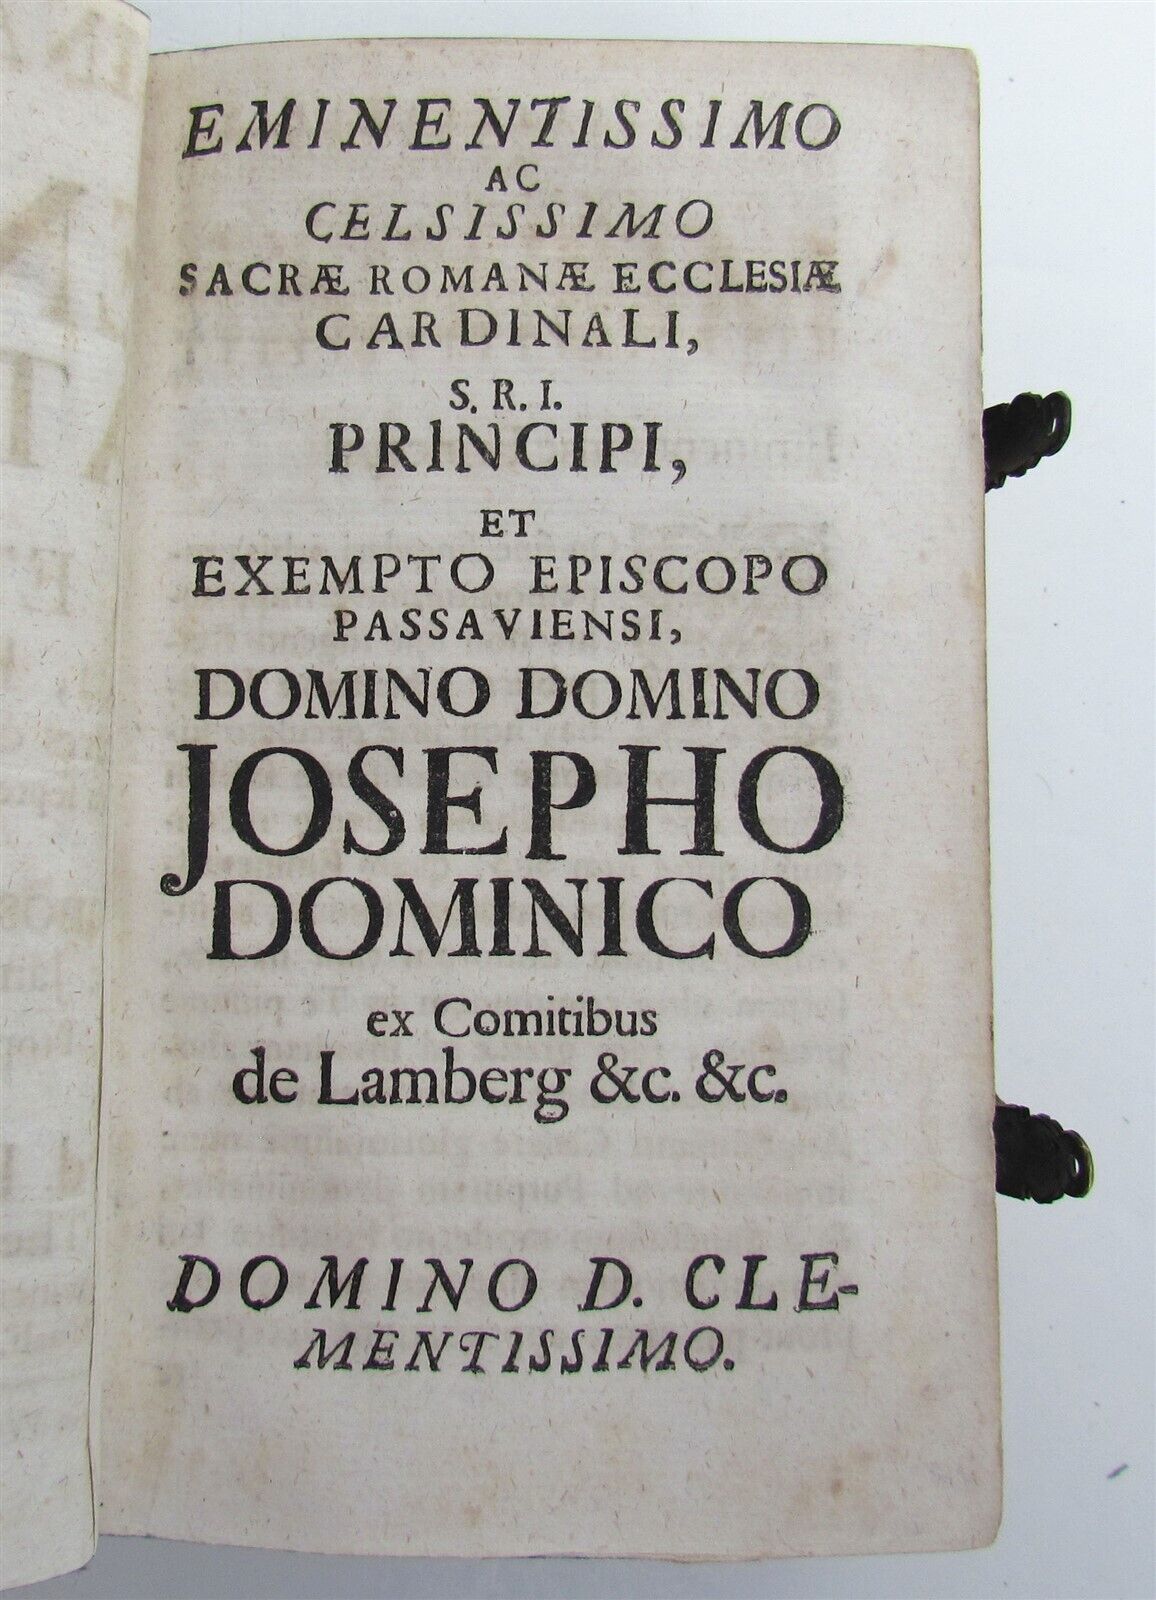 EMINENTISSIMO
AC
CELSISSIMO
SACRÆ ROMANÆ ECCLESIÆ
CARDINALI,
S. R. I.
PRINCIPI,
ET
EXEMPTO EPISCOPO
PASSAVIENSI,
DOMINO DOMINO
JOSEPHO
DOMINICO
ex Comitibus
de Lamberg &c. &c.
DOMINO D. CLE-
MENTISSIMO.